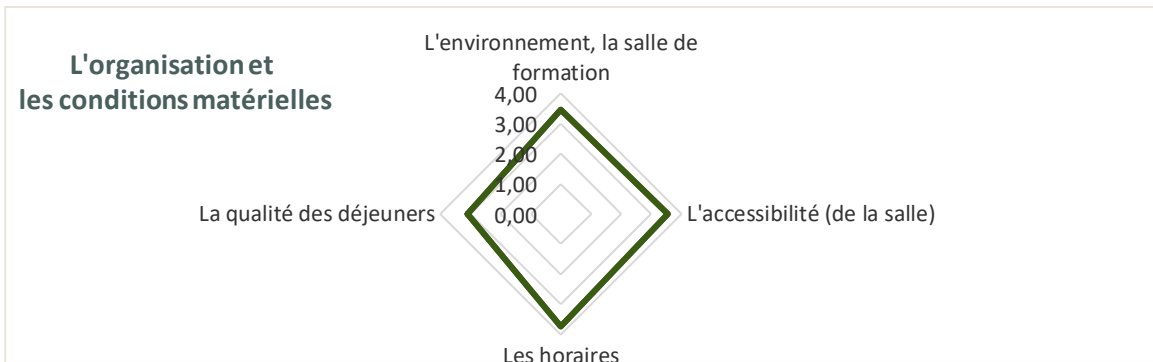 L'organisation et
les conditions matérielles
L'environnement, la salle de
formation
4,00
3,00
2,00
1,00
0,00
La qualité des déjeuners
L'accessibilité (de la salle)
Les horaires